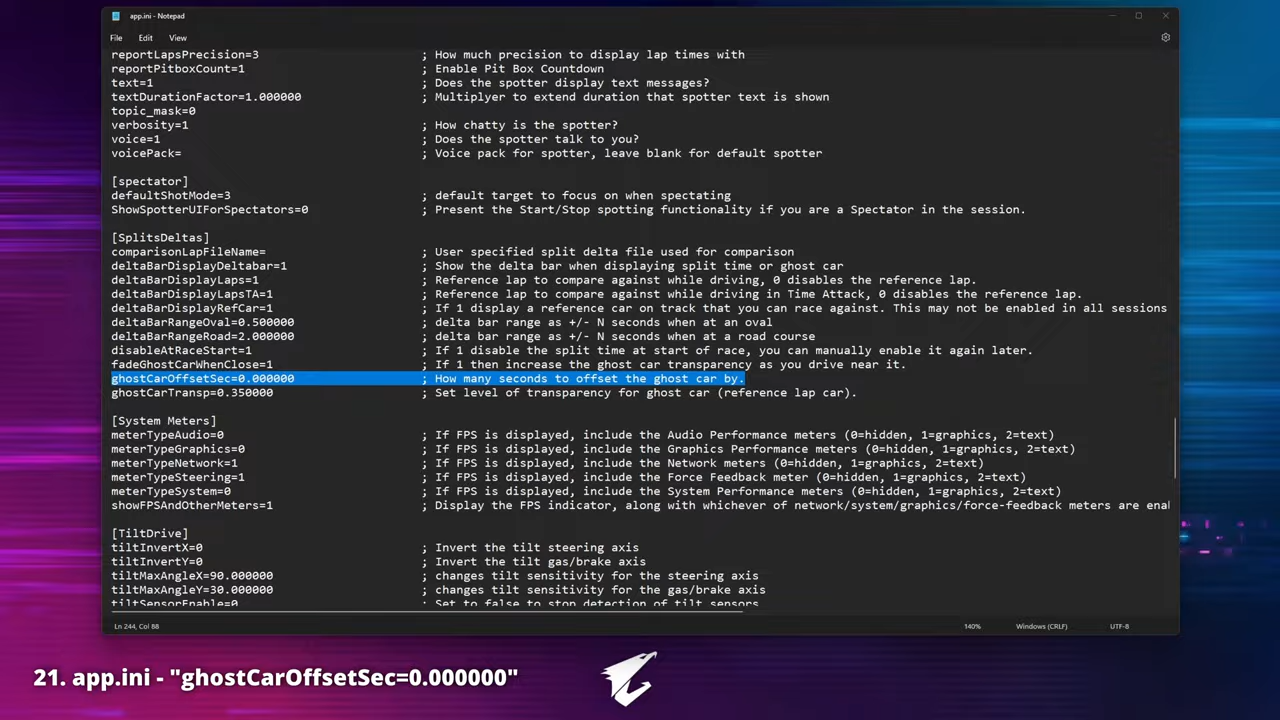 app.ini - Notepad
File Edit View
reportLapsPrecision=3 ; How much precision to display lap times with
reportPitboxCount=1 ; Enable Pit Box Countdown
text=1 ; Does the spotter display text messages?
textDurationFactor=1.000000 ; Multiplyer to extend duration that spotter text is shown
topic_mask=0
verbosity=1 ; How chatty is the spotter?
voice=1 ; Does the spotter talk to you?
voicePack= ; Voice pack for spotter, leave blank for default spotter
[spectator]
defaultShotMode=3 ; default target to focus on when spectating
ShowSpotterUIForSpectators=0 ; Present the Start/Stop spotting functionality if you are a Spectator in the session.
[SplitsDeltas]
comparisonLapFileName= ; User specified split delta file used for comparison
deltaBarDisplayDeltabar=1 ; Show the delta bar when displaying split time or ghost car
deltaBarDisplayLaps=1 ; Reference lap to compare against while driving, 0 disables the reference lap.
deltaBarDisplayLapsTA=1 ; Reference lap to compare against while driving in Time Attack, 0 disables the reference lap.
deltaBarDisplayRefCar=1 ; If 1 display a reference car on track that you can race against. This may not be enabled in all sessions
deltaBarRangeOval=0.500000 ; delta bar range as +/- N seconds when at an oval
deltaBarRangeRoad=2.000000 ; delta bar range as +/- N seconds when at a road course
disableAtRaceStart=1 ; If 1 disable the split time at start of race, you can manually enable it again later.
fadeGhostCarWhenClose=1 ; If 1 then increase the ghost car transparency as you drive near it.
ghostCarOffsetSec=0.000000 ; How many seconds to offset the ghost car by.
ghostCarTransp=0.350000 ; Set level of transparency for ghost car (reference lap car).
[System Meters]
meterTypeAudio=0 ; If FPS is displayed, include the Audio Performance meters (0=hidden, 1=graphics, 2=text)
meterTypeGraphics=0 ; If FPS is displayed, include the Graphics Performance meters (0=hidden, 1=graphics, 2=text)
meterTypeNetwork=1 ; If FPS is displayed, include the Network meters (0=hidden, 1=graphics, 2=text)
meterTypeSteering=1 ; If FPS is displayed, include the Force Feedback meter (0=hidden, 1=graphics, 2=text)
meterTypeSystem=0 ; If FPS is displayed, include the System Performance meters (0=hidden, 1=graphics, 2=text)
showFPSAndOtherMeters=1 ; Display the FPS indicator, along with whichever of network/system/graphics/force-feedback meters are ena
[TiltDrive]
tiltInvertX=0 ; Invert the tilt steering axis
tiltInvertY=0 ; Invert the tilt gas/brake axis
tiltMaxAngleX=90.000000 ; changes tilt sensitivity for the steering axis
tiltMaxAngleY=30.000000 ; changes tilt sensitivity for the gas/brake axis
tiltSensorEnable=0 ; Set to false to stop detection of tilt sensors
Ln 244, Col 88 140% Windows (CRLF) UTF-8
21. app.ini - "ghostCarOffsetSec=0.000000"